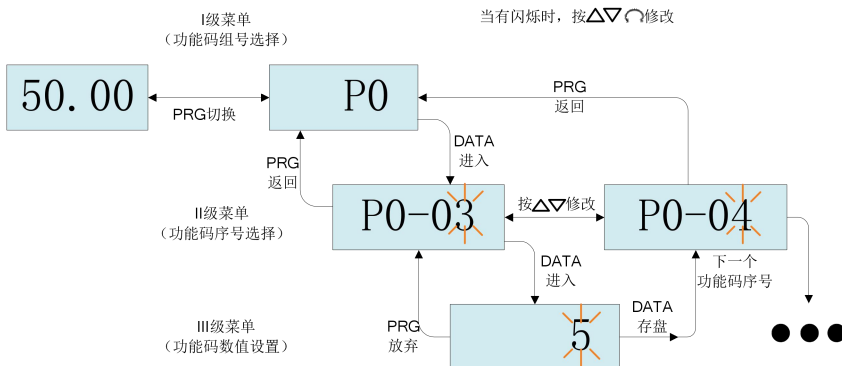 I级菜单
（功能码组号选择）
当有闪烁时，按△▽修改
50.00
PRG切换
P0
PRG
返回
DATA
进入
PRG
返回
II级菜单
（功能码序号选择）
P0-03
按△▽修改
P0-04
DATA
进入
下一个
功能码序号
III级菜单
（功能码数值设置）
PRG
放弃
5
DATA
存盘